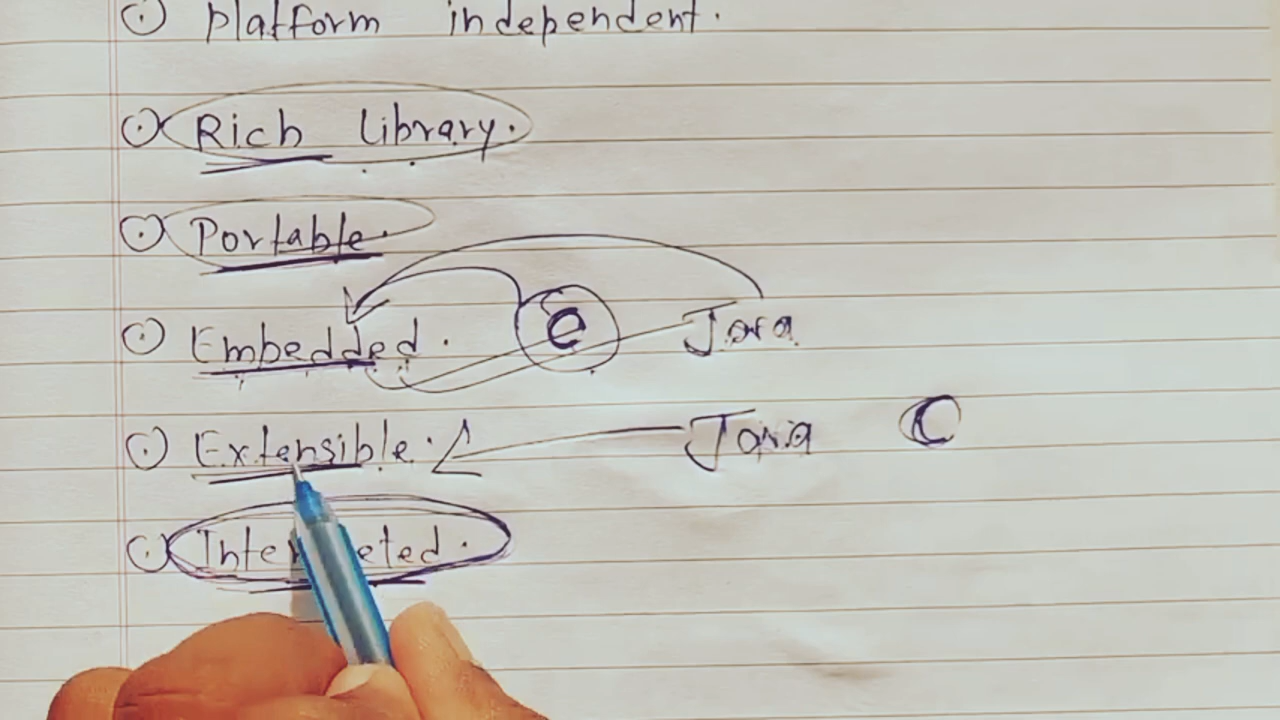 platform independent.
Rich library.
Portable.
Embedded. C Java
Extensible. Java C